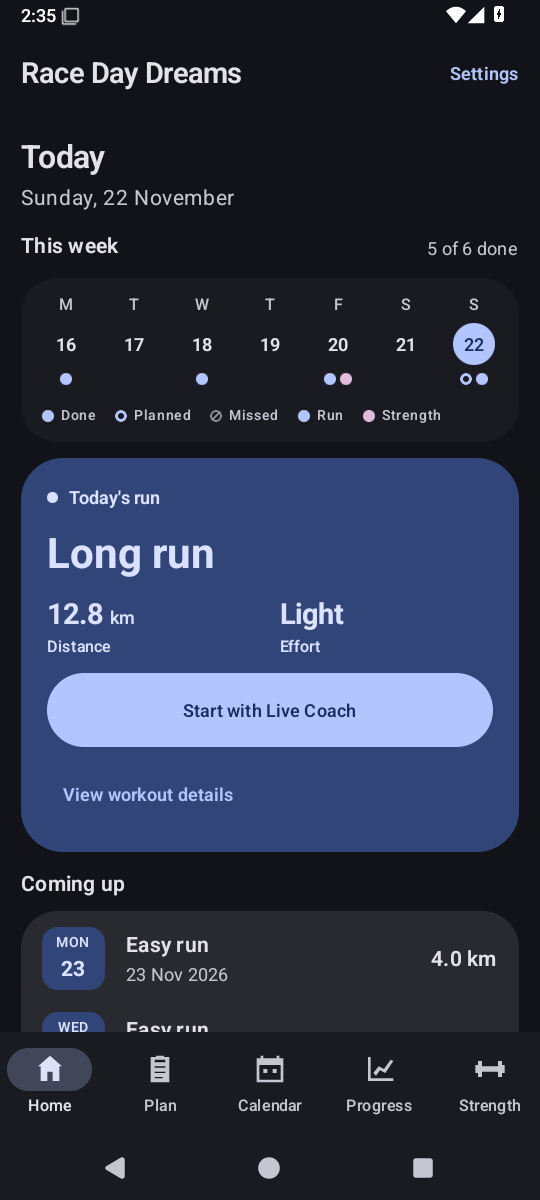 2:35
Race Day Dreams
Settings
Today
Sunday, 22 November
This week
5 of 6 done
M T W T F S S
16 17 18 19 20 21 22
Done Planned Missed Run Strength
Today's run
Long run
12.8 km
Light
Distance
Effort
Start with Live Coach
View workout details
Coming up
MON
23
Easy run
23 Nov 2026
4.0 km
WED
Easy run
Home Plan Calendar Progress Strength